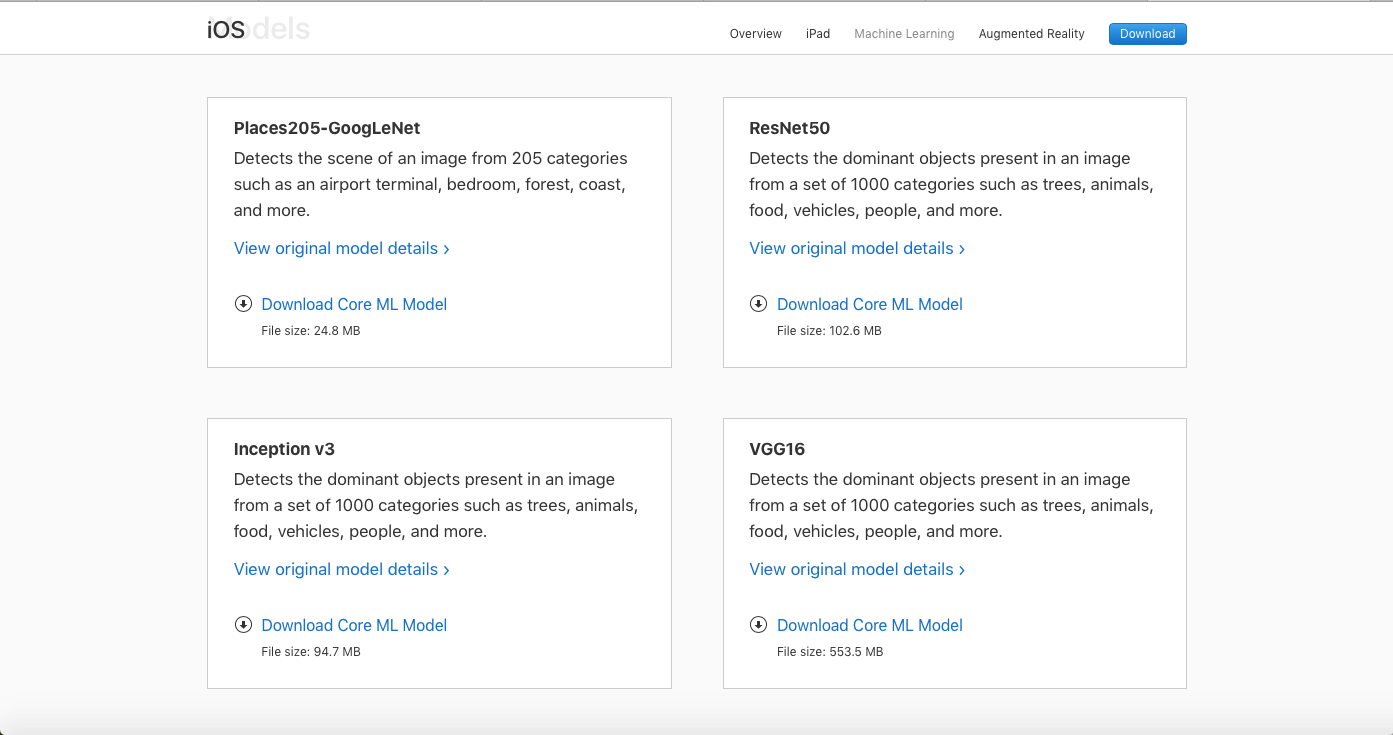 iOS
Models
Overview iPad Machine Learning Augmented Reality Download
Places205-GoogLeNet
Detects the scene of an image from 205 categories
such as an airport terminal, bedroom, forest, coast,
and more.
View original model details ›
Download Core ML Model
File size: 24.8 MB
ResNet50
Detects the dominant objects present in an image
from a set of 1000 categories such as trees, animals,
food, vehicles, people, and more.
View original model details ›
Download Core ML Model
File size: 102.6 MB
Inception v3
Detects the dominant objects present in an image
from a set of 1000 categories such as trees, animals,
food, vehicles, people, and more.
View original model details ›
Download Core ML Model
File size: 94.7 MB
VGG16
Detects the dominant objects present in an image
from a set of 1000 categories such as trees, animals,
food, vehicles, people, and more.
View original model details ›
Download Core ML Model
File size: 553.5 MB